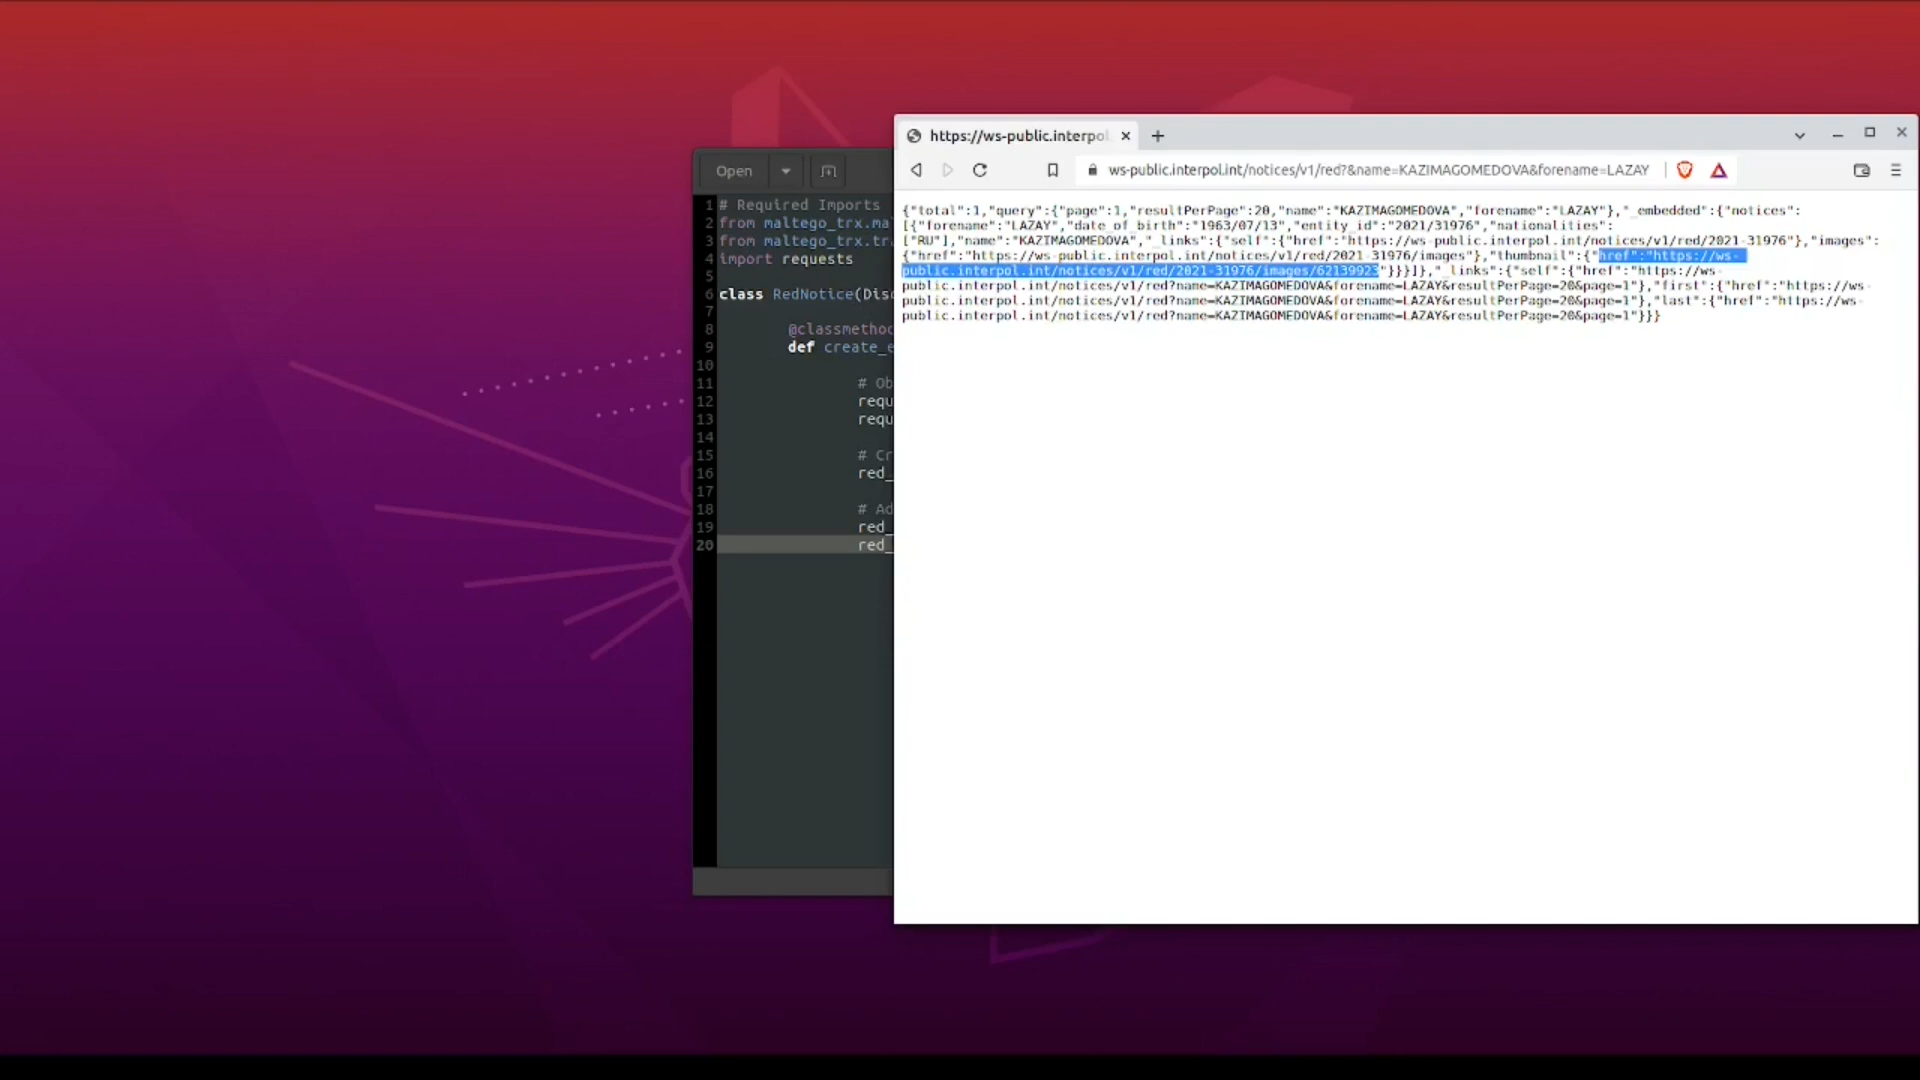 Open
1 # Required Imports
2 from maltego_trx.ma
3 from maltego_trx.tr
4 import requests
5
6 class RedNotice(Disc
7
8 @classmethod
9 def create_e
10
11 # Ob
12 requ
13 requ
14
15 # Cr
16 red_
17
18 # Ad
19 red_
20 red_
https://ws-public.interpol
ws-public.interpol.int/notices/v1/red?&name=KAZIMAGOMEDOVA&forename=LAZAY
{"total":1,"query":{"page":1,"resultPerPage":20,"name":"KAZIMAGOMEDOVA","forename":"LAZAY"},"_embedded":{"notices":
[{"forename":"LAZAY","date_of_birth":"1963/07/13","entity_id":"2021/31976","nationalities":
["RU"],"name":"KAZIMAGOMEDOVA","_links":{"self":{"href":"https://ws-public.interpol.int/notices/v1/red/2021-31976"},"images":
{"href":"https://ws-public.interpol.int/notices/v1/red/2021-31976/images"},"thumbnail":{"href":"https://ws-
public.interpol.int/notices/v1/red/2021-31976/images/62139923"}}}]},"_links":{"self":{"href":"https://ws-
public.interpol.int/notices/v1/red?name=KAZIMAGOMEDOVA&forename=LAZAY&resultPerPage=20&page=1"},"first":{"href":"https://ws-
public.interpol.int/notices/v1/red?name=KAZIMAGOMEDOVA&forename=LAZAY&resultPerPage=20&page=1"},"last":{"href":"https://ws-
public.interpol.int/notices/v1/red?name=KAZIMAGOMEDOVA&forename=LAZAY&resultPerPage=20&page=1"}}}